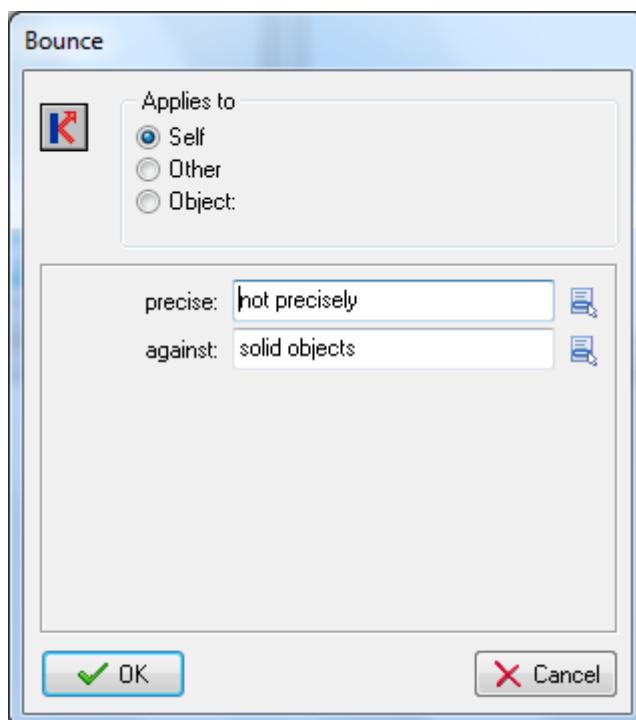 Bounce
Applies to
Self
Other
Object:
precise: not precisely
against: solid objects
OK Cancel